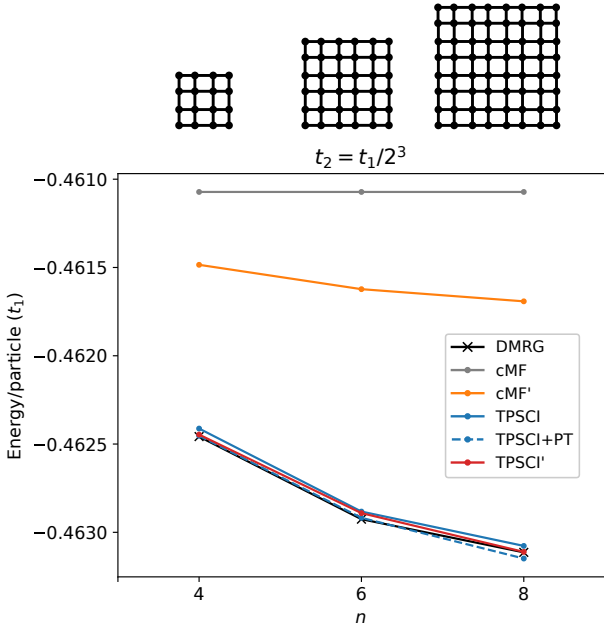 t₂ = t₁/2³
−0.4610
−0.4615
−0.4620
−0.4625
−0.4630
Energy/particle (t₁)
DMRG
cMF
cMF'
TPSCI
TPSCI+PT
TPSCI'
4 6 8
n